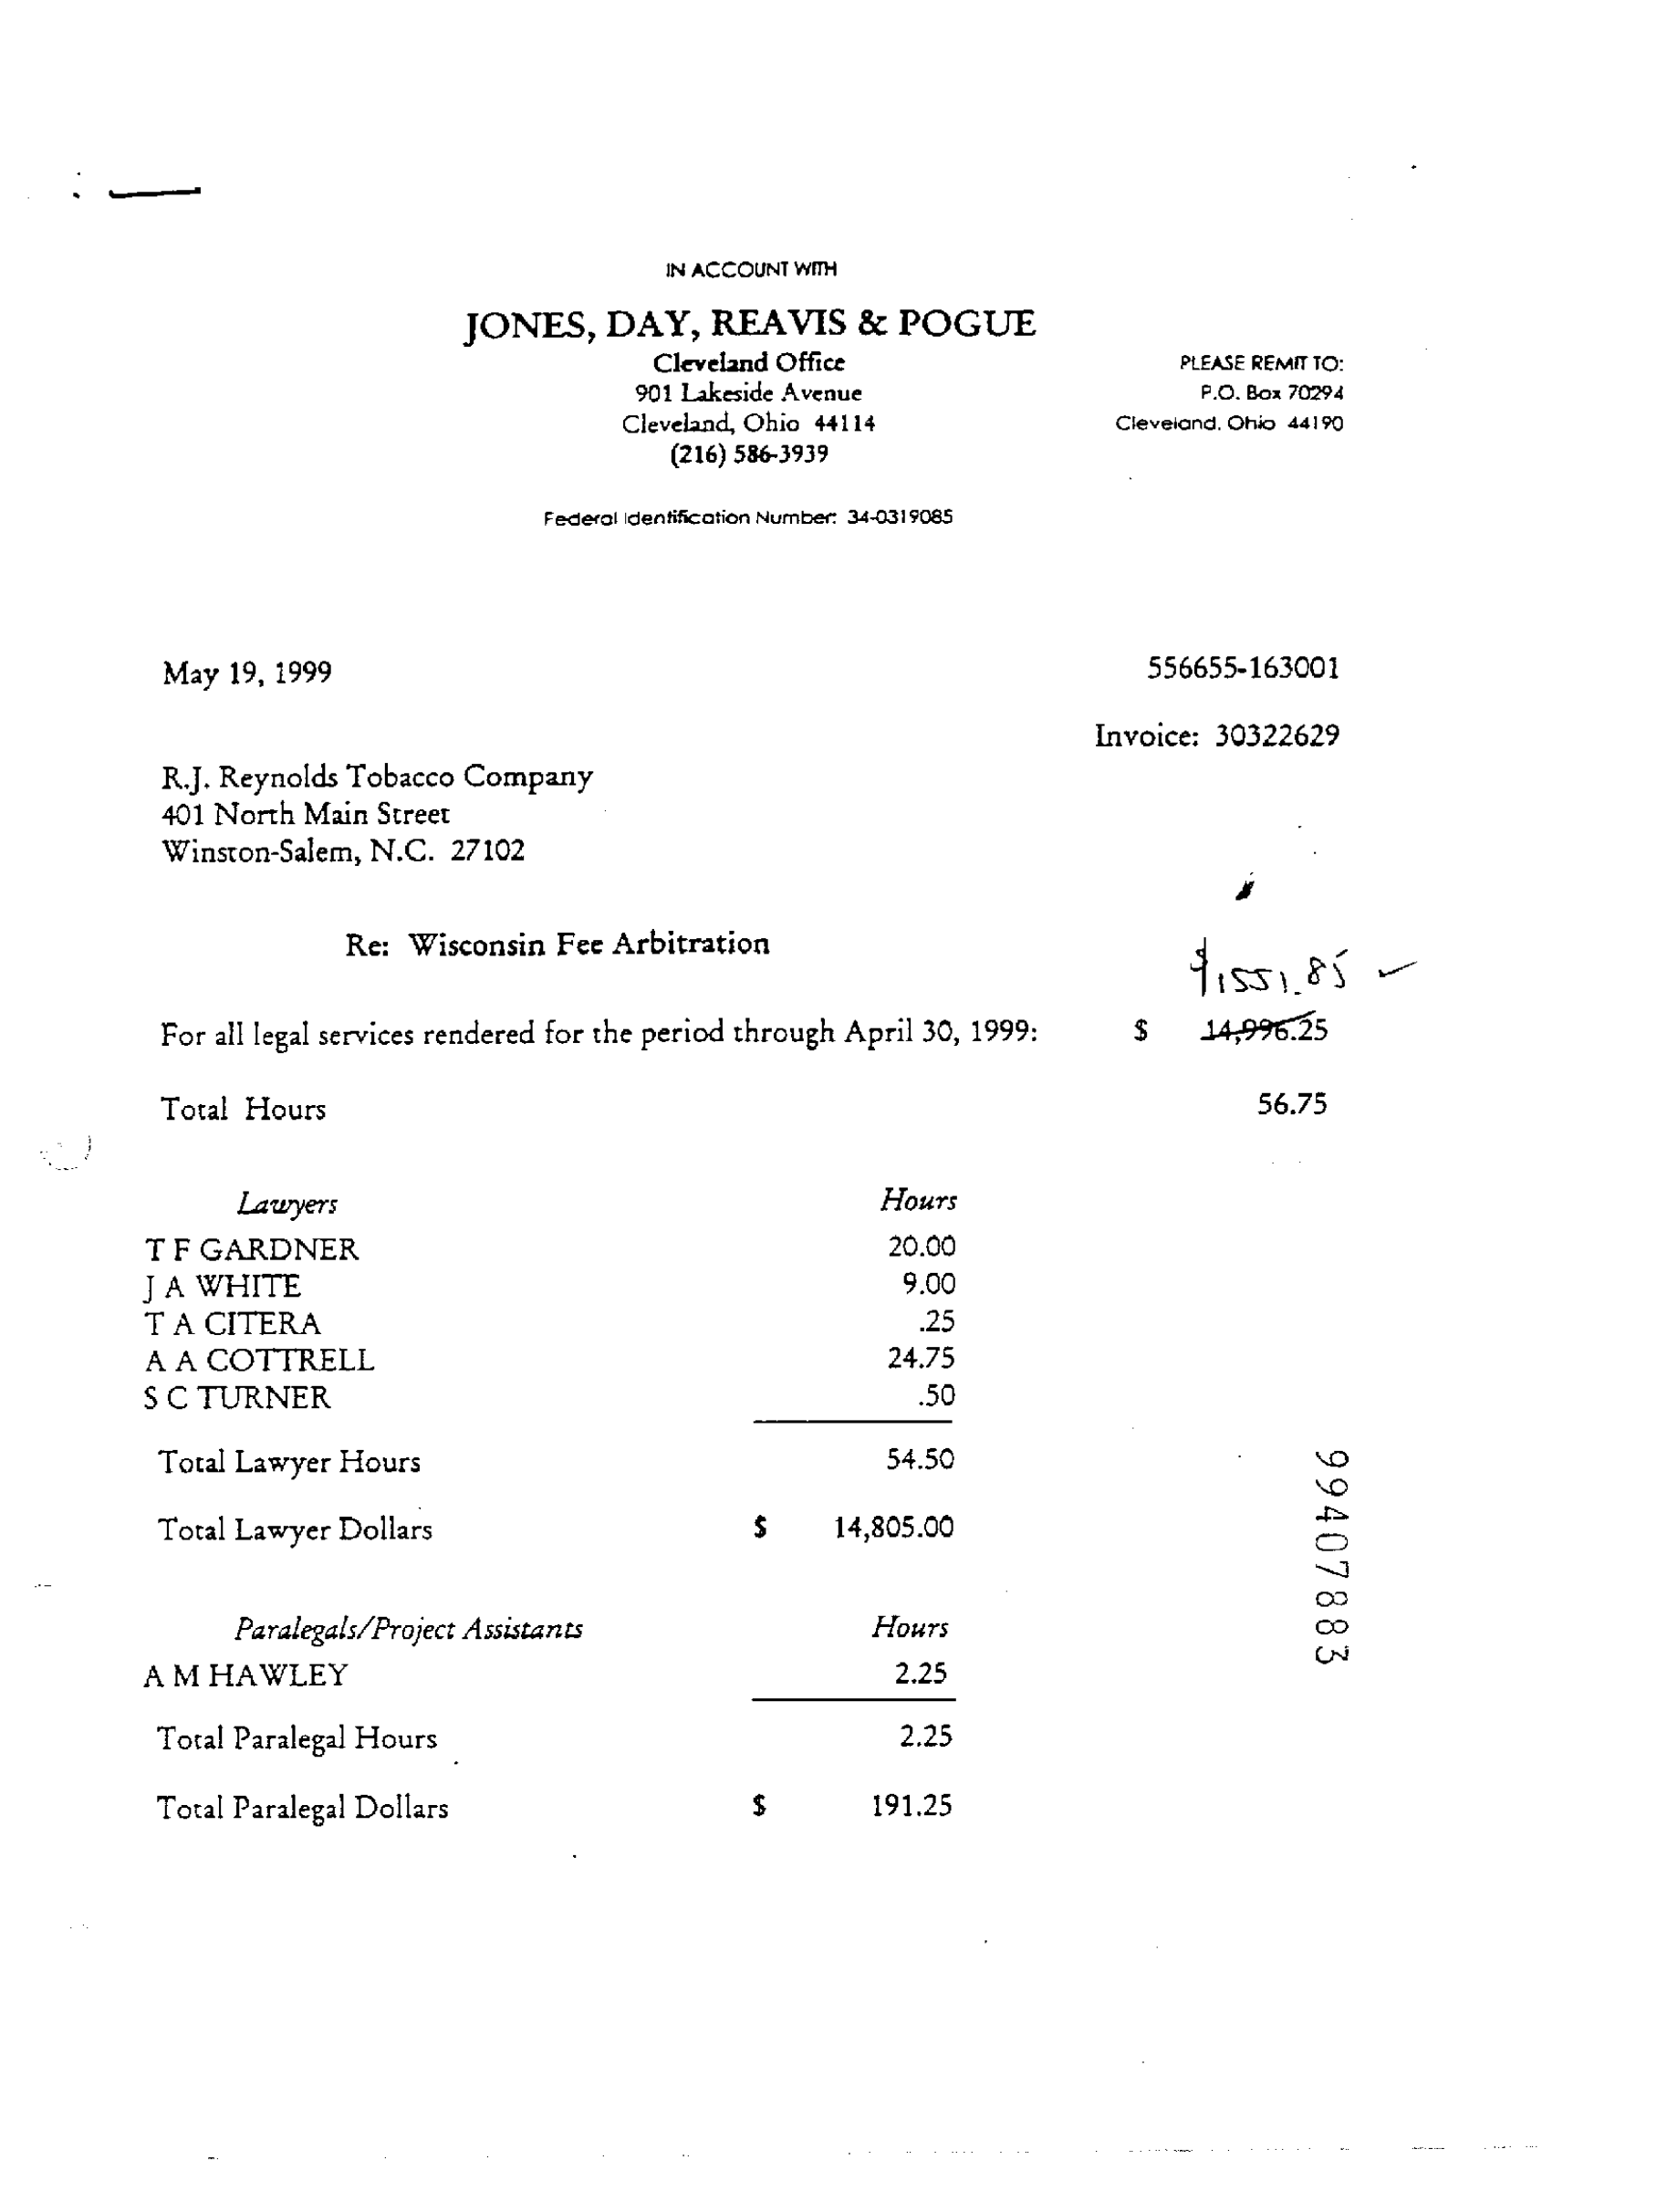 IN ACCOUNT WITH
JONES, DAY, REAVIS & POGUE
Cleveland Office
901 Lakeside Avenue
Cleveland, Ohio 44114
(216) 586-3939
PLEASE REMIT TO:
P.O. Box 70294
Cleveland, Ohio 44190
Federal Identification Number: 34-0319085
May 19, 1999
556655-163001
Invoice: 30322629
R.J. Reynolds Tobacco Company
401 North Main Street
Winston-Salem, N.C. 27102
Re: Wisconsin Fee Arbitration
$1551.85
For all legal services rendered for the period through April 30, 1999: $ 14,996.25
Total Hours 56.75
Lawyers Hours
T F GARDNER 20.00
J A WHITE 9.00
T A CITERA .25
A A COTTRELL 24.75
S C TURNER .50
Total Lawyer Hours 54.50
Total Lawyer Dollars $ 14,805.00
Paralegals/Project Assistants Hours
A M HAWLEY 2.25
Total Paralegal Hours 2.25
Total Paralegal Dollars $ 191.25
99407883